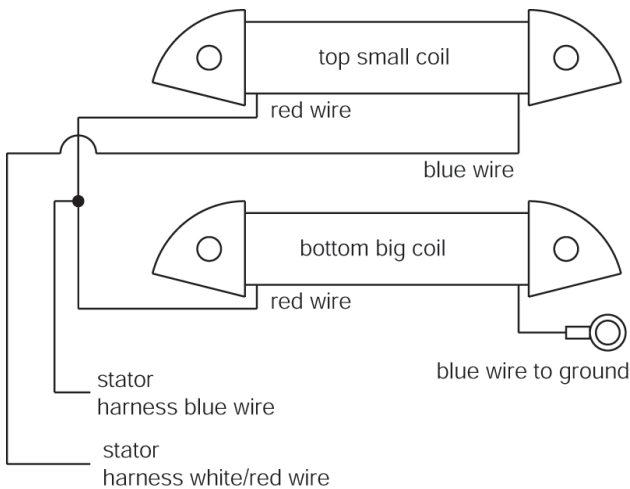 top small coil
red wire
blue wire
bottom big coil
red wire
blue wire to ground
stator
harness blue wire
stator
harness white/red wire